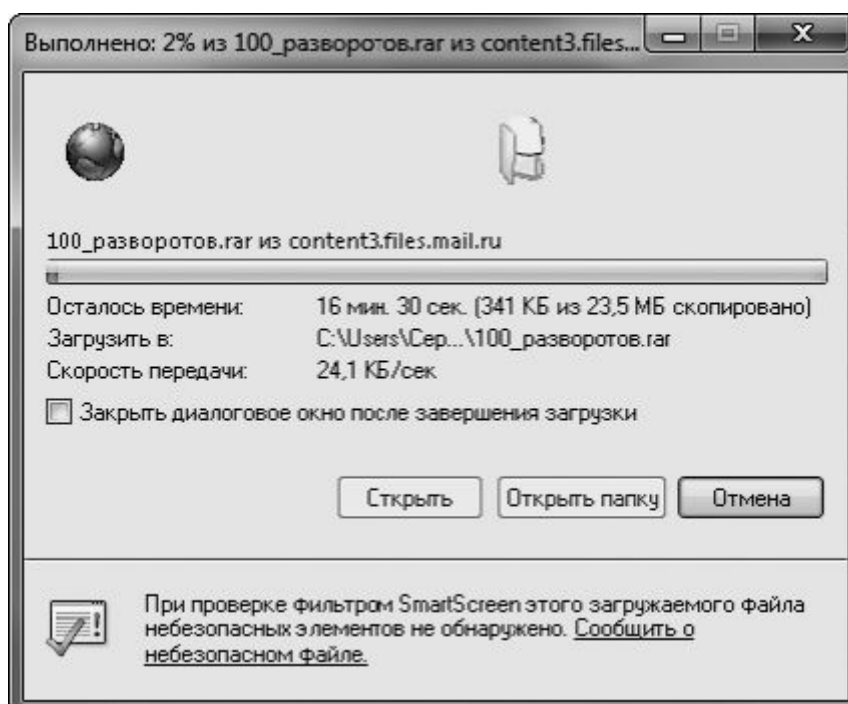 Выполнено: 2% из 100_разворотов.rar из content3.files...
100_разворотов.rar из content3.files.mail.ru
Осталось времени: 16 мин. 30 сек. (341 КБ из 23,5 МБ скопировано)
Загрузить в: C:\Users\Сер...\100_разворотов.rar
Скорость передачи: 24,1 КБ/сек
Закрыть диалоговое окно после завершения загрузки
Открыть Открыть папку Отмена
При проверке фильтром SmartScreen этого загружаемого файла
небезопасных элементов не обнаружено. Сообщить о
небезопасном файле.